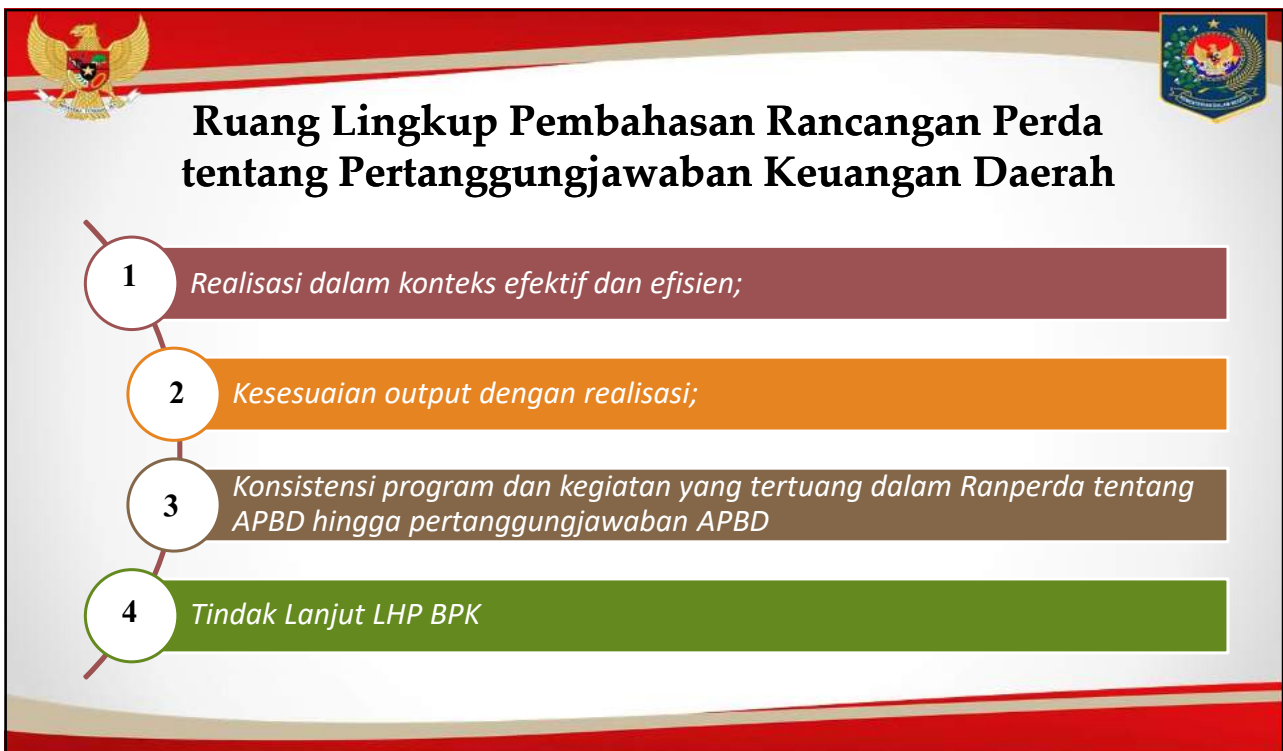 Ruang Lingkup Pembahasan Rancangan Perda
tentang Pertanggungjawaban Keuangan Daerah
1
Realisasi dalam konteks efektif dan efisien;
2
Kesesuaian output dengan realisasi;
3
Konsistensi program dan kegiatan yang tertuang dalam Ranperda tentang
APBD hingga pertanggungjawaban APBD
4
Tindak Lanjut LHP BPK